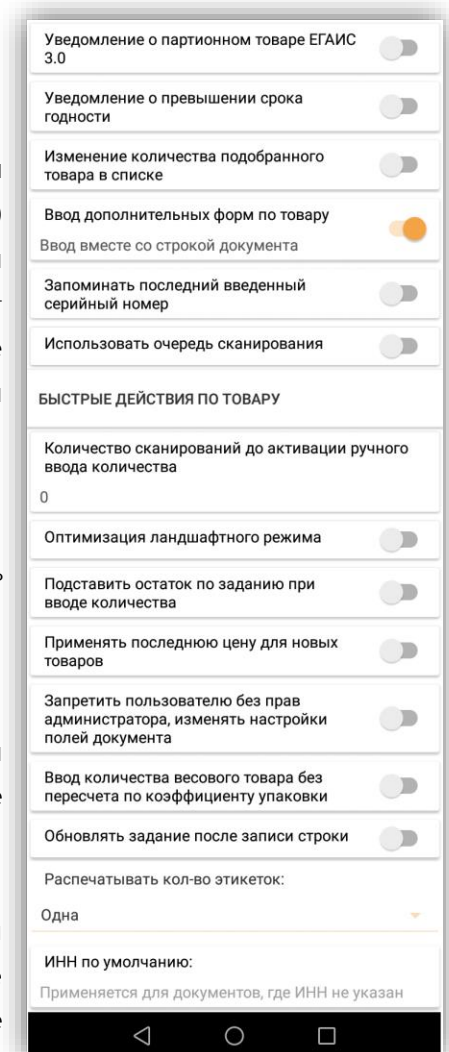 Уведомление о партионном товаре ЕГАИС
3.0
Уведомление о превышении срока
годности
Изменение количества подобранного
товара в списке
Ввод дополнительных форм по товару
Ввод вместе со строкой документа
Запоминать последний введенный
серийный номер
Использовать очередь сканирования
БЫСТРЫЕ ДЕЙСТВИЯ ПО ТОВАРУ
Количество сканирований до активации ручного
ввода количества
0
Оптимизация ландшафтного режима
Подставить остаток по заданию при
вводе количества
Применять последнюю цену для новых
товаров
Запретить пользователю без прав
администратора, изменять настройки
полей документа
Ввод количества весового товара без
пересчета по коэффициенту упаковки
Обновлять задание после записи строки
Распечатывать кол-во этикеток:
Одна
ИНН по умолчанию:
Применяется для документов, где ИНН не указан